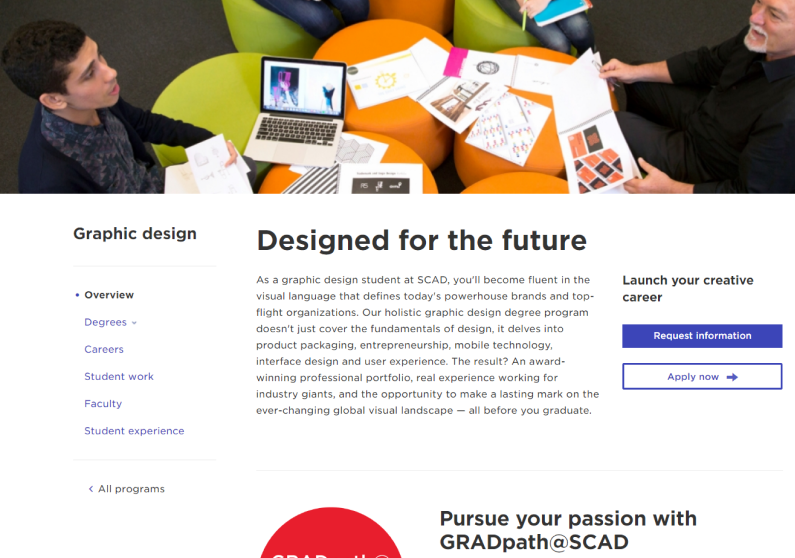 Graphic design
Overview
Degrees
Careers
Student work
Faculty
Student experience
All programs
Designed for the future
As a graphic design student at SCAD, you'll become fluent in the
visual language that defines today's powerhouse brands and top-
flight organizations. Our holistic graphic design degree program
doesn't just cover the fundamentals of design, it delves into
product packaging, entrepreneurship, mobile technology,
interface design and user experience. The result? An award-
winning professional portfolio, real experience working for
industry giants, and the opportunity to make a lasting mark on the
ever-changing global visual landscape — all before you graduate.
Launch your creative
career
Request information
Apply now
Pursue your passion with
GRADpath@SCAD